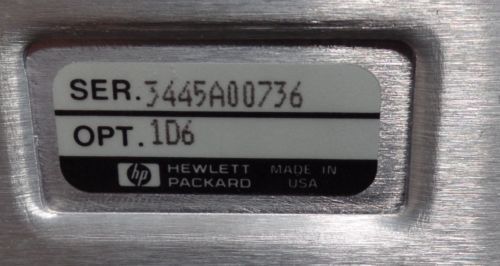 SER. 3445A00736
OPT. 1D6
hp HEWLETT PACKARD MADE IN USA